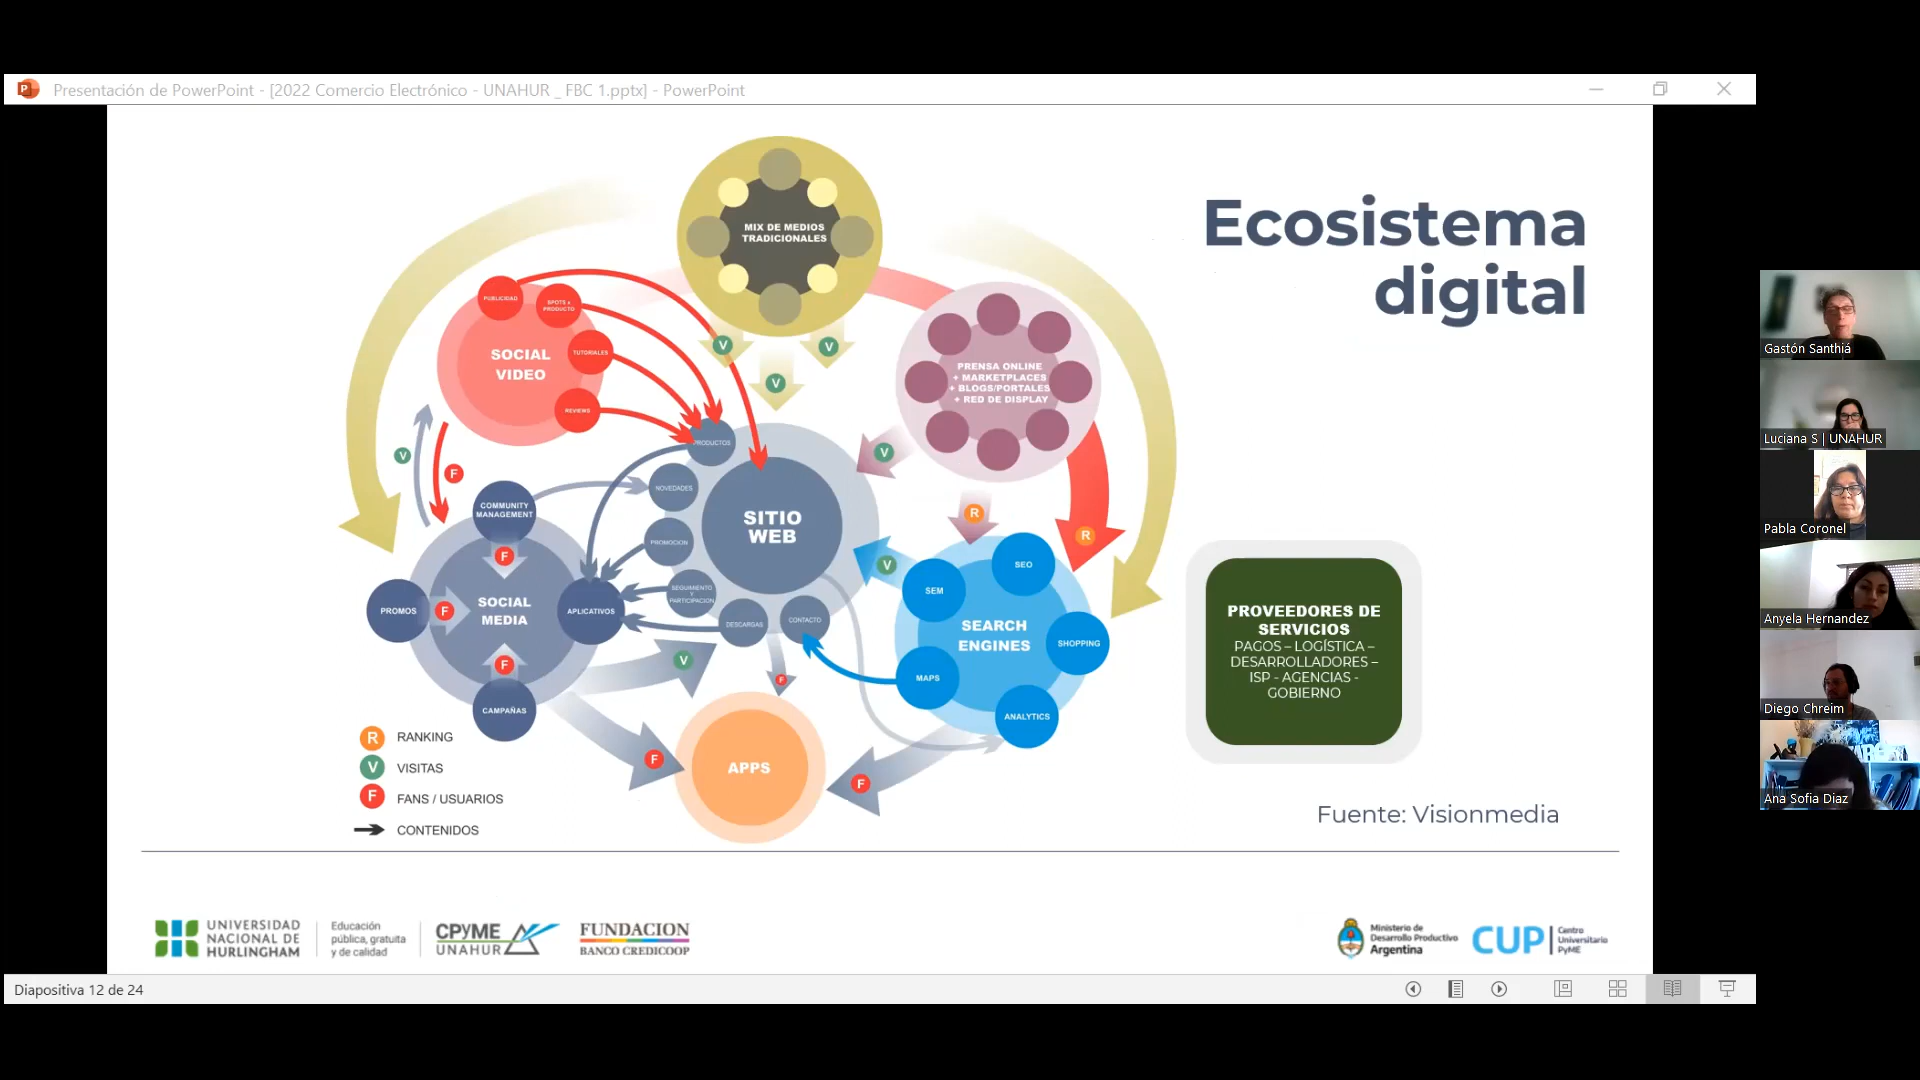 Presentación de PowerPoint - [2022 Comercio Electrónico - UNAHUR _ FBC 1.pptx] - PowerPoint
Ecosistema
digital
MIX DE MEDIOS
TRADICIONALES
PUBLICIDAD
SPOTS x
PRODUCTO
TUTORIALES
REVIEWS
SOCIAL
VIDEO
V
V
V
PRENSA ONLINE
+ MARKETPLACES
+ BLOGS/PORTALES
+ RED DE DISPLAY
V
F
V
R
R
PRODUCTOS
NOVEDADES
PROMOCION
SEGUIMIENTO
Y
PARTICIPACION
DESCARGAS
CONTACTO
SITIO
WEB
COMMUNITY
MANAGEMENT
F
PROMOS
F
SOCIAL
MEDIA
APLICATIVOS
F
CAMPAÑAS
V
V
F
SEM
SEO
SEARCH
ENGINES
SHOPPING
MAPS
ANALYTICS
F
APPS
F
PROVEEDORES DE
SERVICIOS
PAGOS – LOGÍSTICA –
DESARROLLADORES –
ISP - AGENCIAS -
GOBIERNO
R RANKING
V VISITAS
F FANS / USUARIOS
CONTENIDOS
Fuente: Visionmedia
UNIVERSIDAD
NACIONAL DE
HURLINGHAM
Educación
pública, gratuita
y de calidad
CPyME
UNAHUR
FUNDACION
BANCO CREDICOOP
Ministerio de
Desarrollo Productivo
Argentina
CUP
Centro
Universitario
PyME
Diapositiva 12 de 24
Gastón Santhiá
Luciana S | UNAHUR
Pabla Coronel
Anyela Hernandez
Diego Chreim
Ana Sofia Diaz